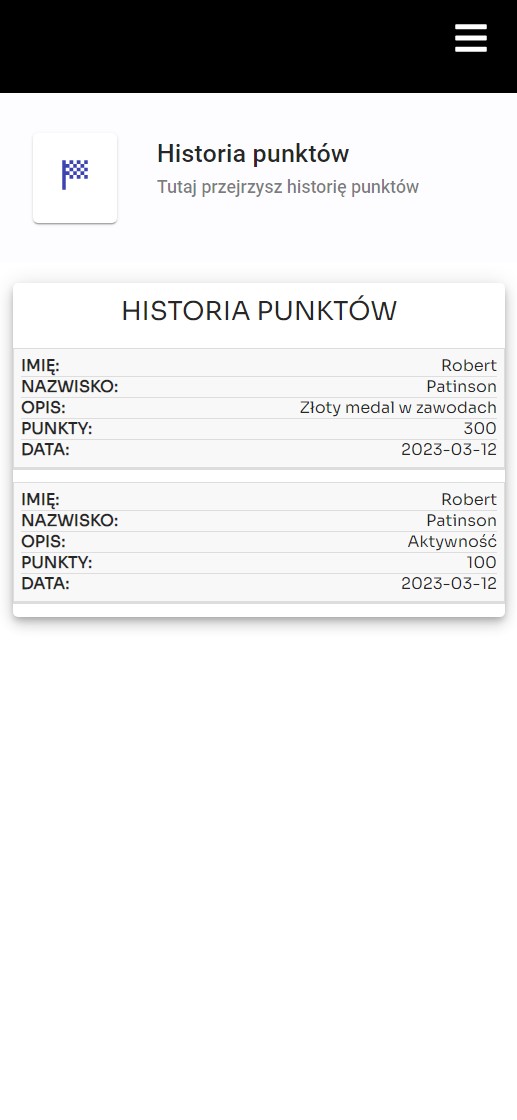 Historia punktów
Tutaj przejrzysz historię punktów
HISTORIA PUNKTÓW
IMIĘ: Robert
NAZWISKO: Patinson
OPIS: Złoty medal w zawodach
PUNKTY: 300
DATA: 2023-03-12
IMIĘ: Robert
NAZWISKO: Patinson
OPIS: Aktywność
PUNKTY: 100
DATA: 2023-03-12